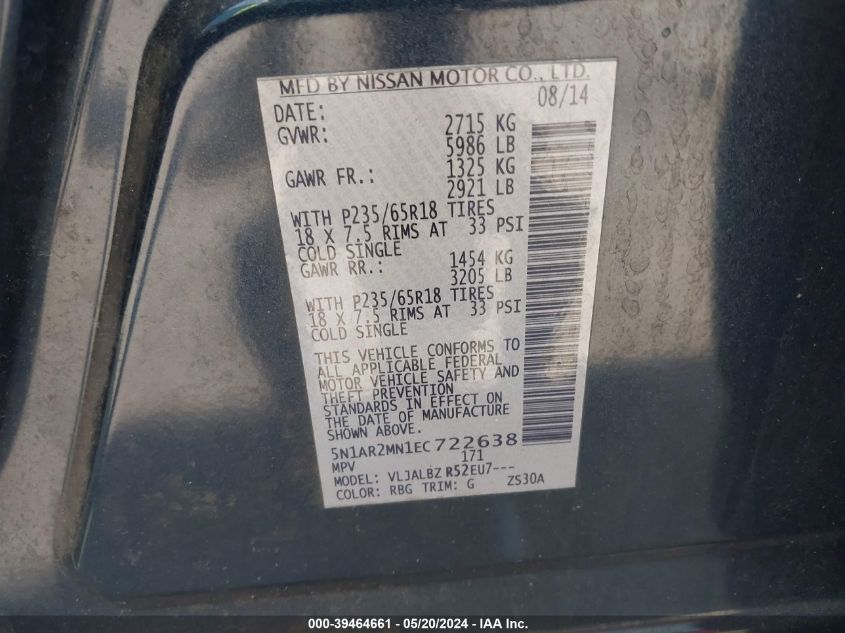 MFD BY NISSAN MOTOR CO., LTD.
DATE: 08/14
GVWR: 2715 KG
5986 LB
GAWR FR.: 1325 KG
2921 LB
WITH P235/65R18 TIRES
18 X 7.5 RIMS AT 33 PSI
COLD SINGLE
GAWR RR.: 1454 KG
3205 LB
WITH P235/65R18 TIRES
18 X 7.5 RIMS AT 33 PSI
COLD SINGLE
THIS VEHICLE CONFORMS TO
ALL APPLICABLE FEDERAL
MOTOR VEHICLE SAFETY AND
THEFT PREVENTION
STANDARDS IN EFFECT ON
THE DATE OF MANUFACTURE
SHOWN ABOVE.
5N1AR2MN1EC722638
MPV 171
MODEL: VLJALBZ R52EU7---
COLOR: RBG TRIM: G ZS30A
000-39464661 - 05/20/2024 - IAA Inc.